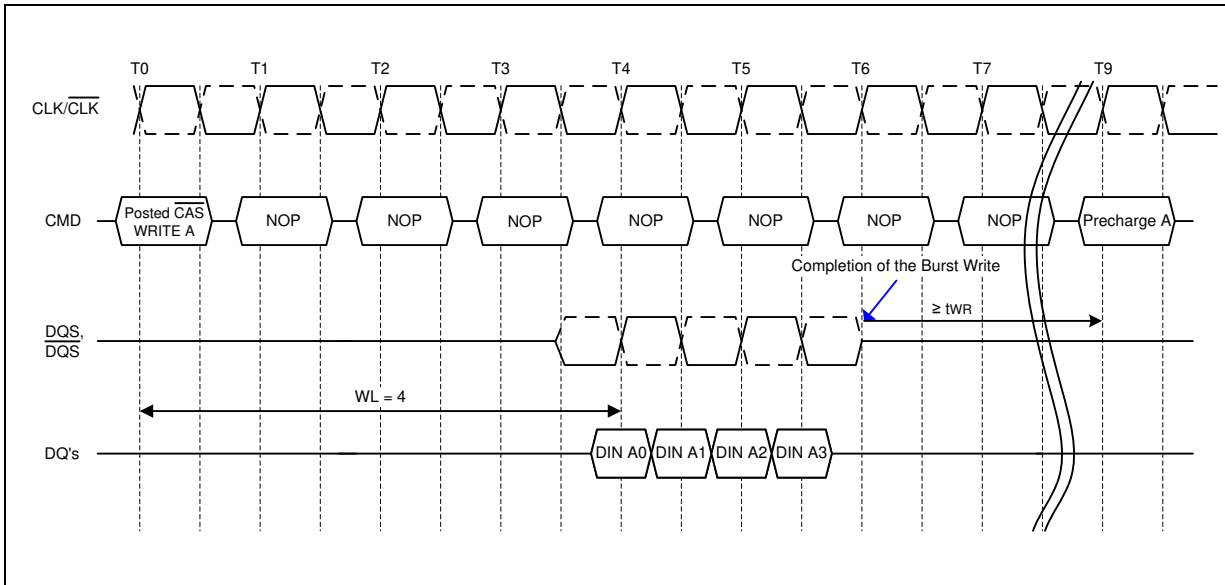 T0 T1 T2 T3 T4 T5 T6 T7 T9
CLK/CLK
CMD
Posted CAS
WRITE A
NOP NOP NOP NOP NOP NOP NOP
Precharge A
Completion of the Burst Write
≥ tWR
DQS,
DQS
WL = 4
DQ's
DIN A0 DIN A1 DIN A2 DIN A3